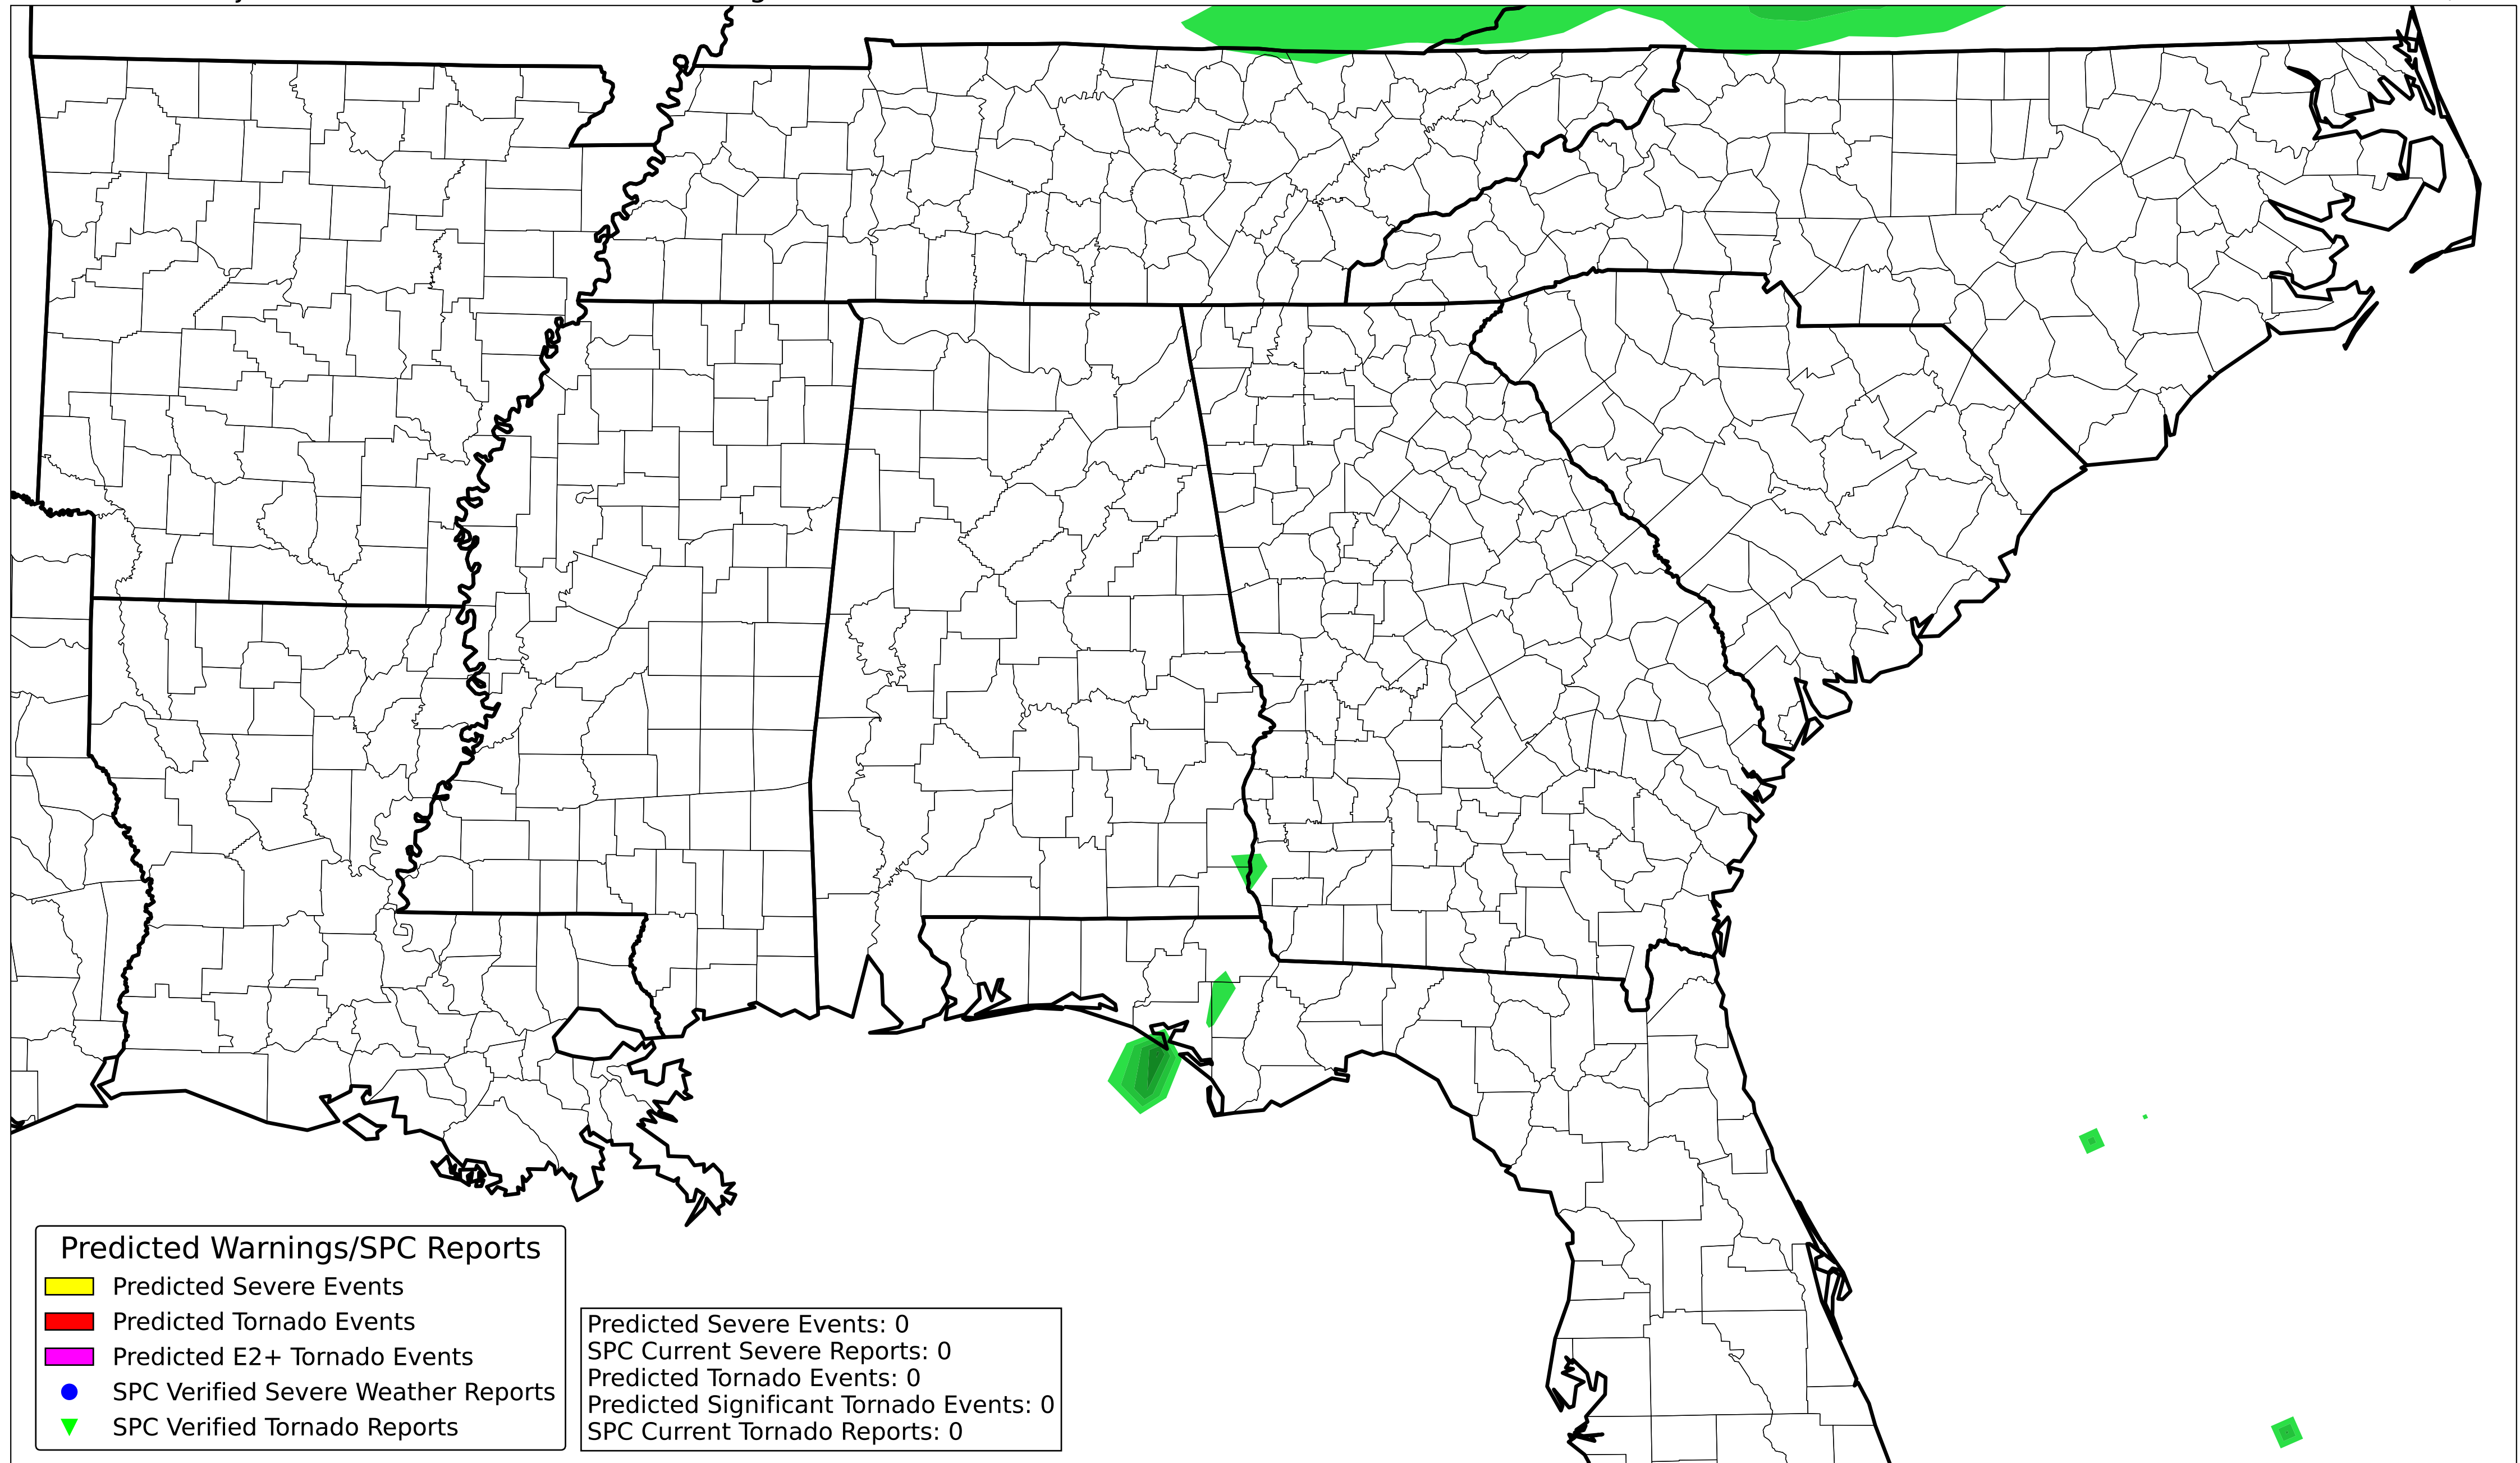 Predicted Warnings/SPC Reports
Predicted Severe Events
Predicted Tornado Events
Predicted E2+ Tornado Events
SPC Verified Severe Weather Reports
SPC Verified Tornado Reports
Predicted Severe Events: 0
SPC Current Severe Reports: 0
Predicted Tornado Events: 0
Predicted Significant Tornado Events: 0
SPC Current Tornado Reports: 0